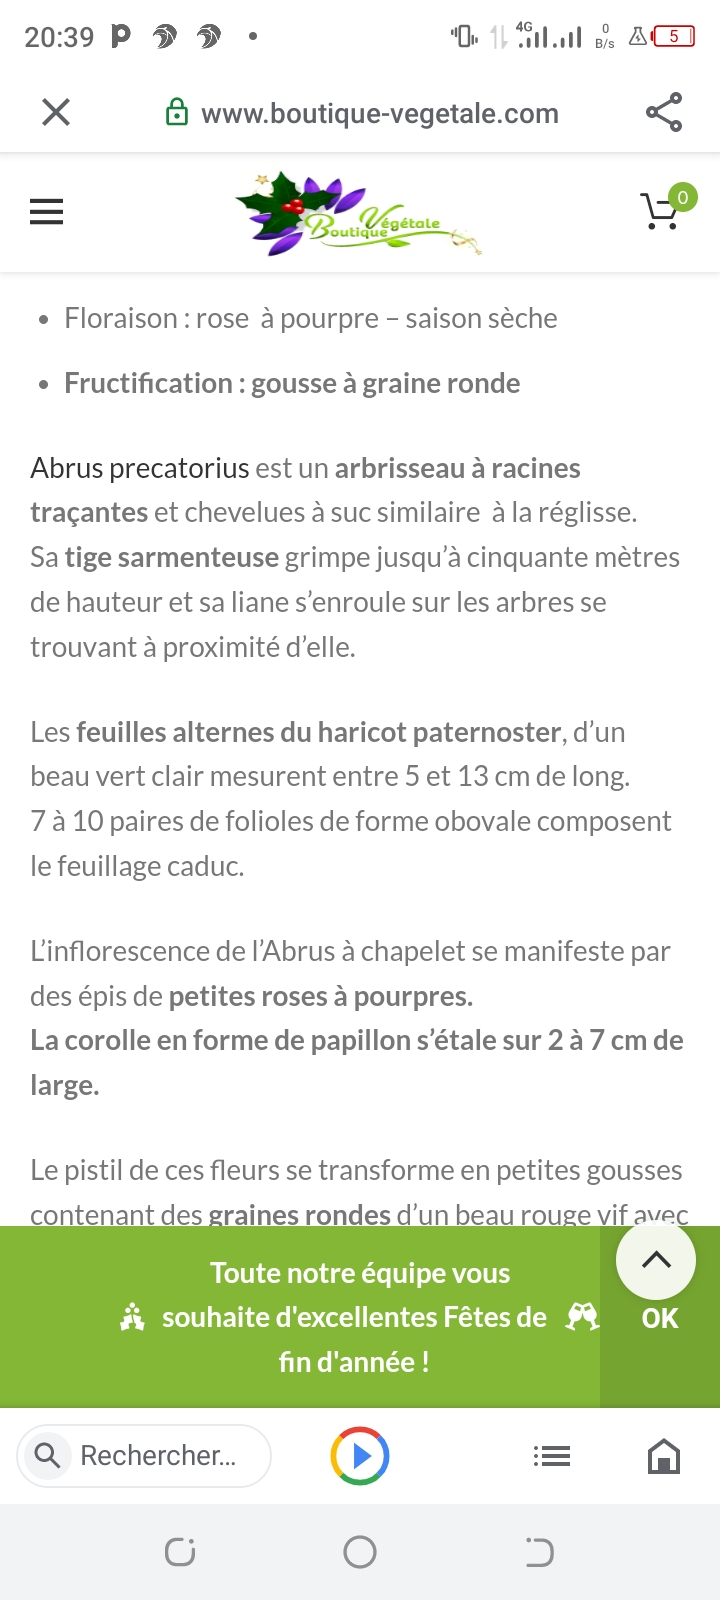 20:39
4G
0
B/s
5
www.boutique-vegetale.com
Boutique Végétale
0
• Floraison : rose  à pourpre – saison sèche
• Fructification : gousse à graine ronde
Abrus precatorius est un arbrisseau à racines
traçantes et chevelues à suc similaire  à la réglisse.
Sa tige sarmenteuse grimpe jusqu’à cinquante mètres
de hauteur et sa liane s’enroule sur les arbres se
trouvant à proximité d’elle.
Les feuilles alternes du haricot paternoster, d’un
beau vert clair mesurent entre 5 et 13 cm de long.
7 à 10 paires de folioles de forme obovale composent
le feuillage caduc.
L’inflorescence de l’Abrus à chapelet se manifeste par
des épis de petites roses à pourpres.
La corolle en forme de papillon s’étale sur 2 à 7 cm de
large.
Le pistil de ces fleurs se transforme en petites gousses
contenant des graines rondes d’un beau rouge vif avec
Toute notre équipe vous
souhaite d'excellentes Fêtes de
fin d'année !
OK
Rechercher...